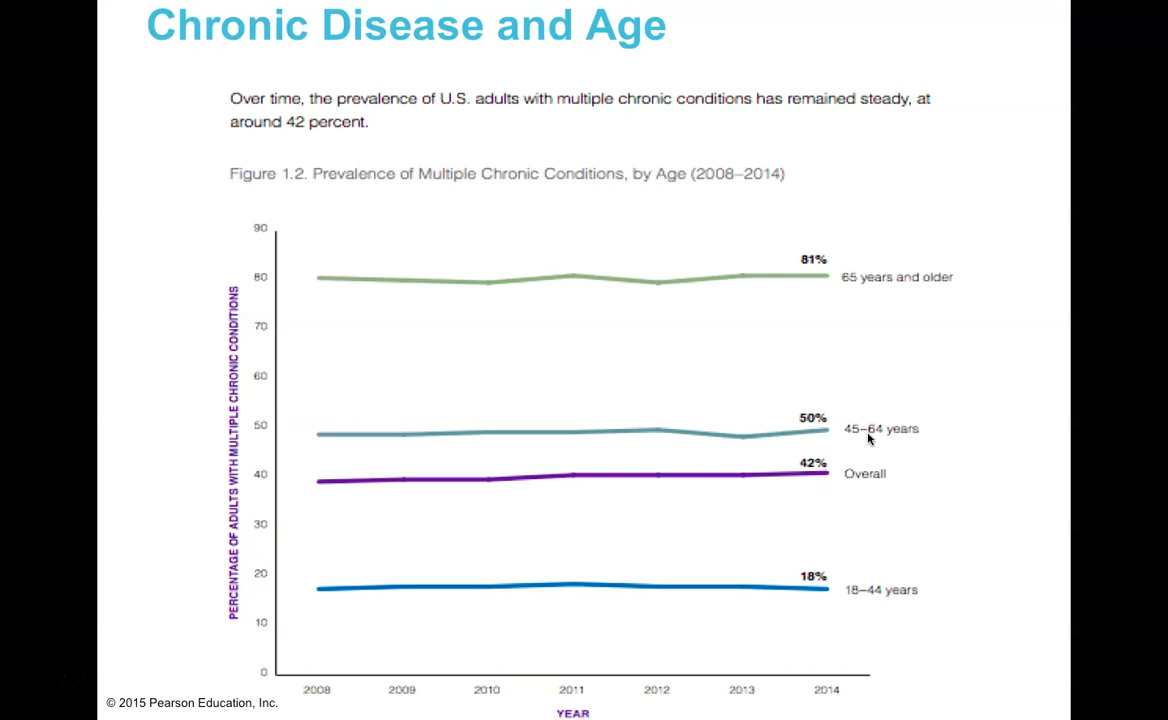 Chronic Disease and Age
Over time, the prevalence of U.S. adults with multiple chronic conditions has remained steady, at
around 42 percent.
Figure 1.2. Prevalence of Multiple Chronic Conditions, by Age (2008–2014)
PERCENTAGE OF ADULTS WITH MULTIPLE CHRONIC CONDITIONS
90
80
70
60
50
40
30
20
10
0
81%
65 years and older
50%
45–64 years
42%
Overall
18%
18–44 years
2008 2009 2010 2011 2012 2013 2014
YEAR
© 2015 Pearson Education, Inc.